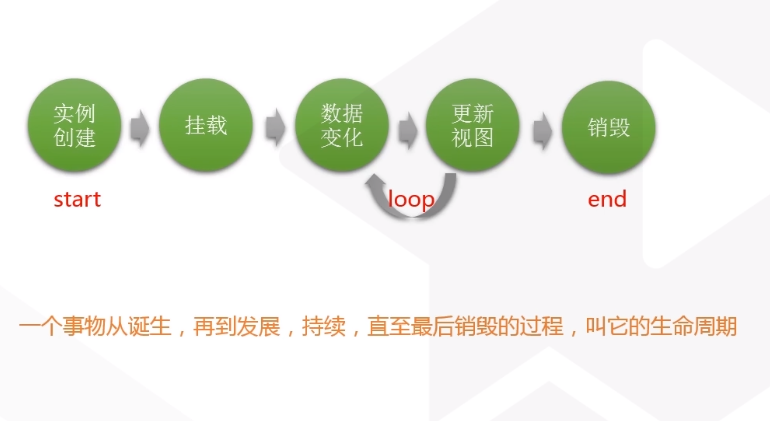 实例
创建
挂载
数据
变化
更新
视图
销毁
start
loop
end
一个事物从诞生，再到发展，持续，直至最后销毁的过程，叫它的生命周期